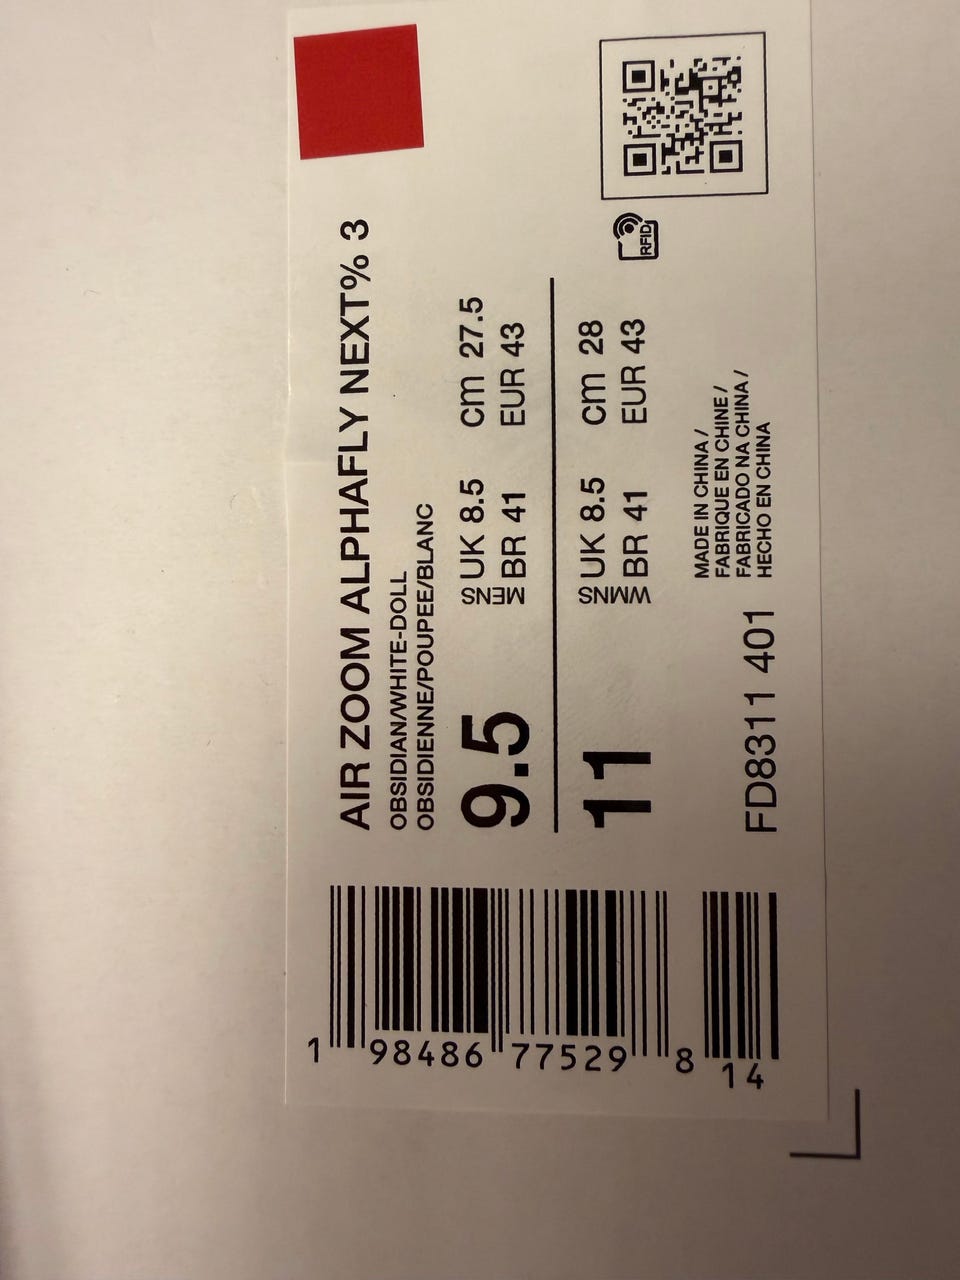 AIR ZOOM ALPHAFLY NEXT% 3
OBSIDIAN/WHITE-DOLL
OBSIDIENNE/POUPEE/BLANC
9.5
MENS
UK 8.5 cm 27.5
BR 41 EUR 43
11
WMNS
UK 8.5 cm 28
BR 41 EUR 43
RFID
MADE IN CHINA /
FABRIQUE EN CHINE /
FABRICADO NA CHINA /
HECHO EN CHINA
FD8311 401
1 98486 77529 8
14